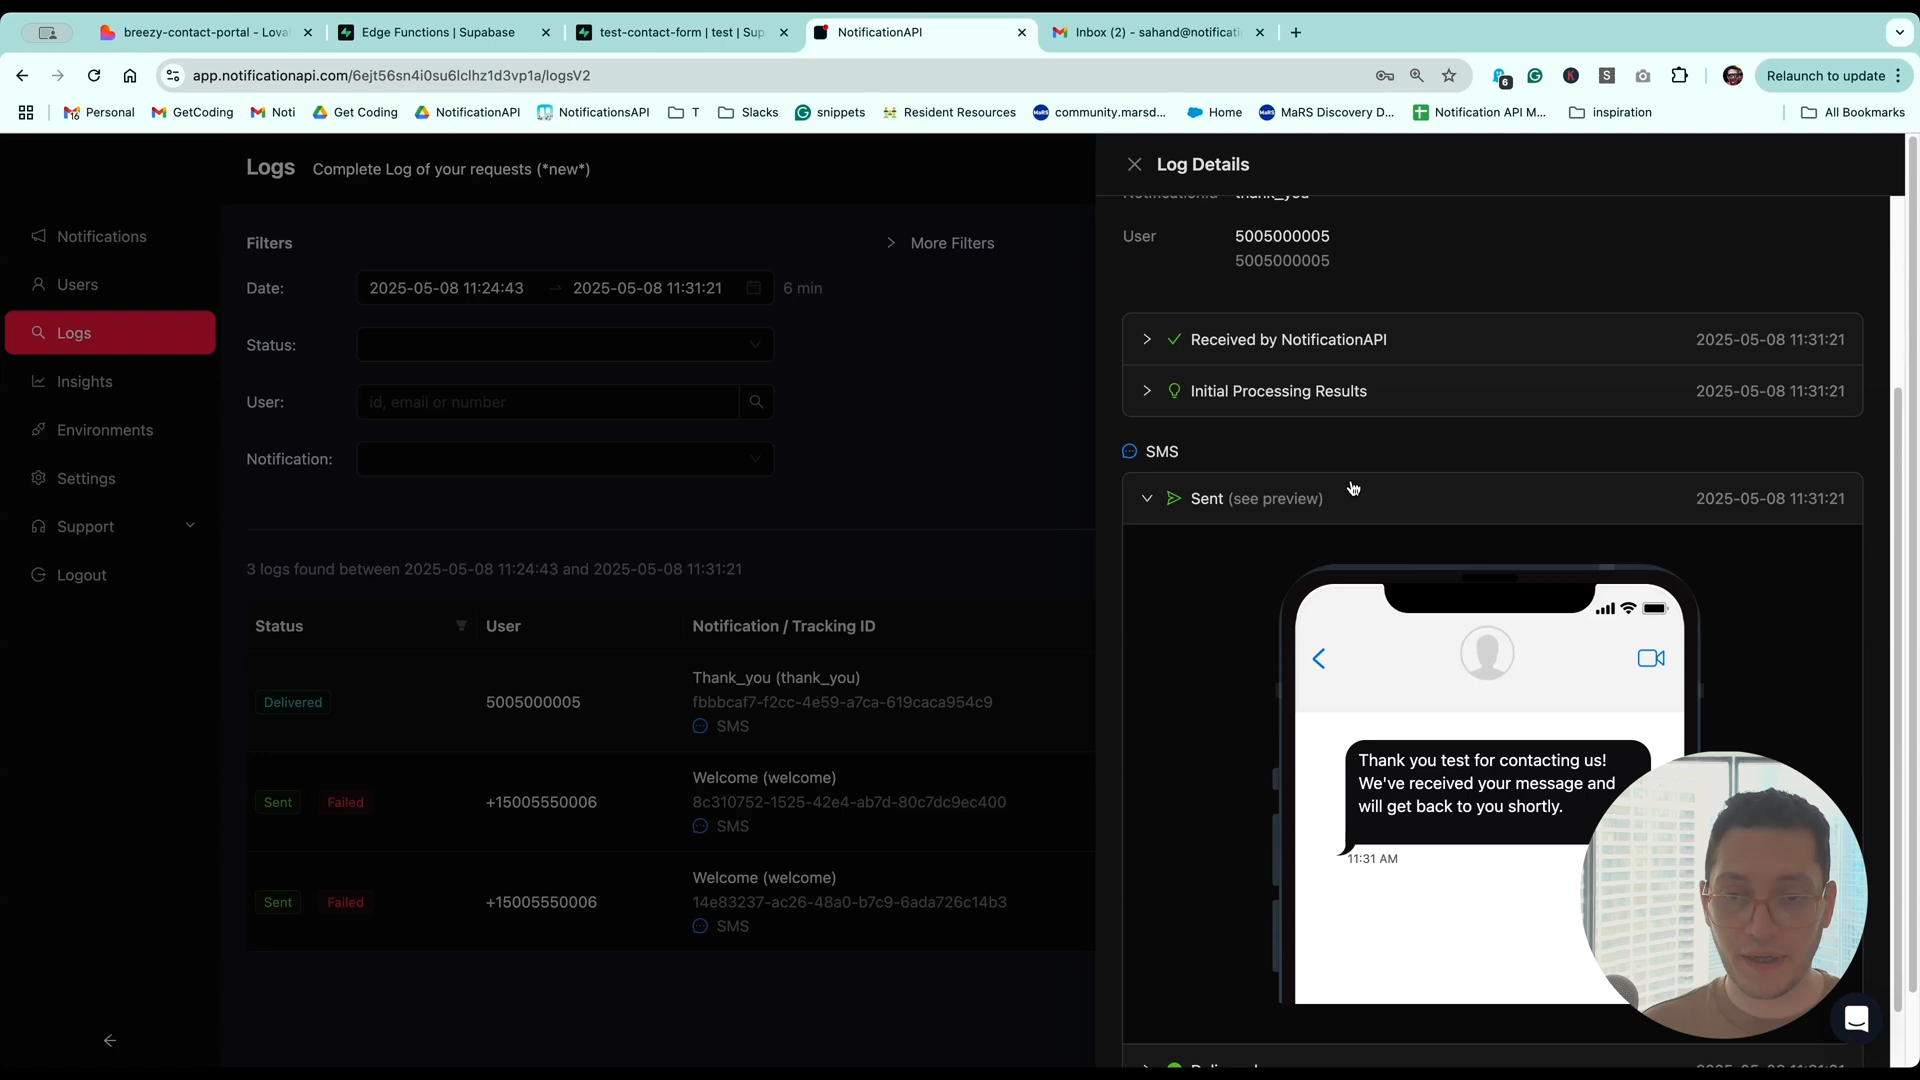 breezy-contact-portal - Lova
Edge Functions | Supabase
test-contact-form | test | Sup
NotificationAPI
Inbox (2) - sahand@notificati
app.notificationapi.com/6ejt56sn4i0su6lclhz1d3vp1a/logsV2
6
K
S
Relaunch to update
Personal
GetCoding
Noti
Get Coding
NotificationAPI
NotificationsAPI
T
Slacks
snippets
Resident Resources
community.marsd...
Home
MaRS Discovery D...
Notification API M...
inspiration
All Bookmarks
Logs
Complete Log of your requests (*new*)
Notifications
Users
Logs
Insights
Environments
Settings
Support
Logout
Filters
More Filters
Date:
2025-05-08 11:24:43
2025-05-08 11:31:21
6 min
Status:
User:
id, email or number
Notification:
3 logs found between 2025-05-08 11:24:43 and 2025-05-08 11:31:21
Status
User
Notification / Tracking ID
Delivered
5005000005
Thank_you (thank_you)
fbbbcaf7-f2cc-4e59-a7ca-619caca954c9
SMS
Sent
Failed
+15005550006
Welcome (welcome)
8c310752-1525-42e4-ab7d-80c7dc9ec400
SMS
Sent
Failed
+15005550006
Welcome (welcome)
14e83237-ac26-48a0-b7c9-6ada726c14b3
SMS
Log Details
thank_you
User
5005000005
5005000005
Received by NotificationAPI
2025-05-08 11:31:21
Initial Processing Results
2025-05-08 11:31:21
SMS
Sent (see preview)
2025-05-08 11:31:21
Thank you test for contacting us!
We've received your message and
will get back to you shortly.
11:31 AM